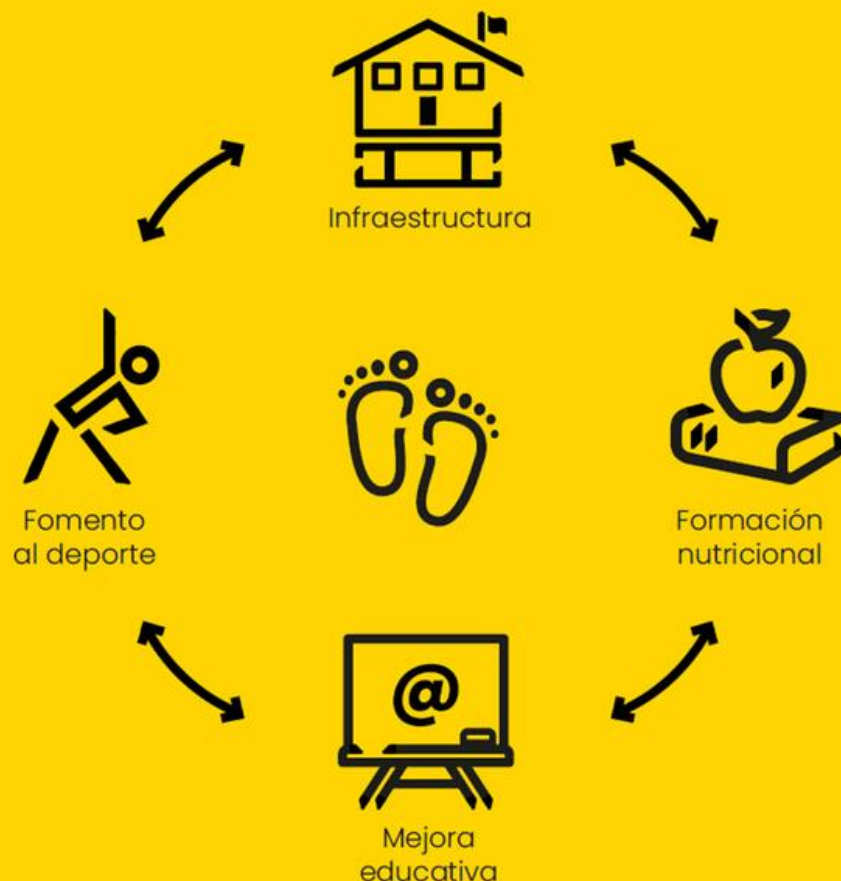 Infraestructura
Fomento
al deporte
Formación
nutricional
@
Mejora
educativa